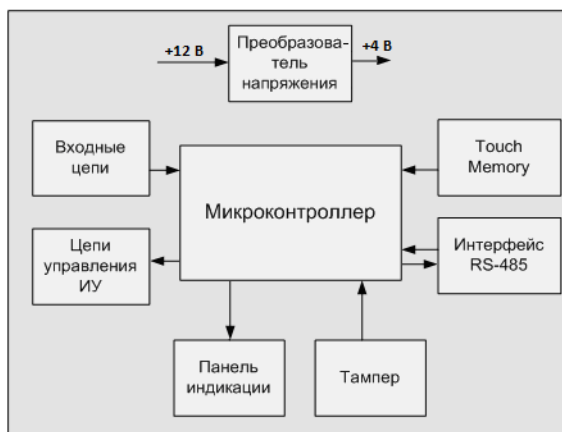 +12 В
Преобразова-
тель
напряжения
+4 В
Входные
цепи
Микроконтроллер
Touch
Memory
Цепи
управления
ИУ
Интерфейс
RS-485
Панель
индикации
Тампер